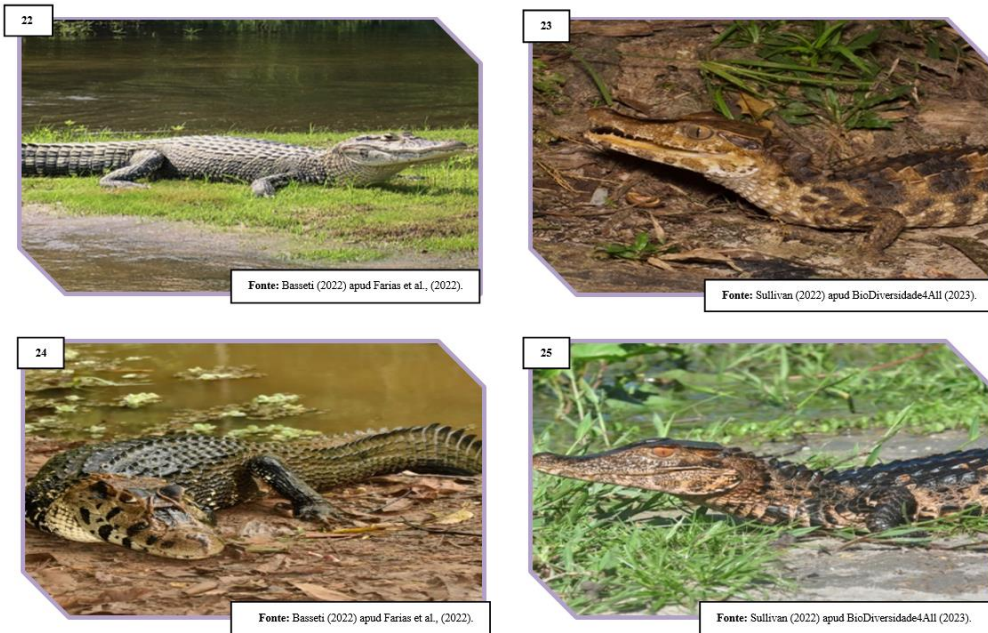 22
23
Fonte: Basseti (2022) apud Farias et al., (2022).
Fonte: Sullivan (2022) apud BioDiversidade4All (2023).
24
25
Fonte: Basseti (2022) apud Farias et al., (2022).
Fonte: Sullivan (2022) apud BioDiversidade4All (2023).